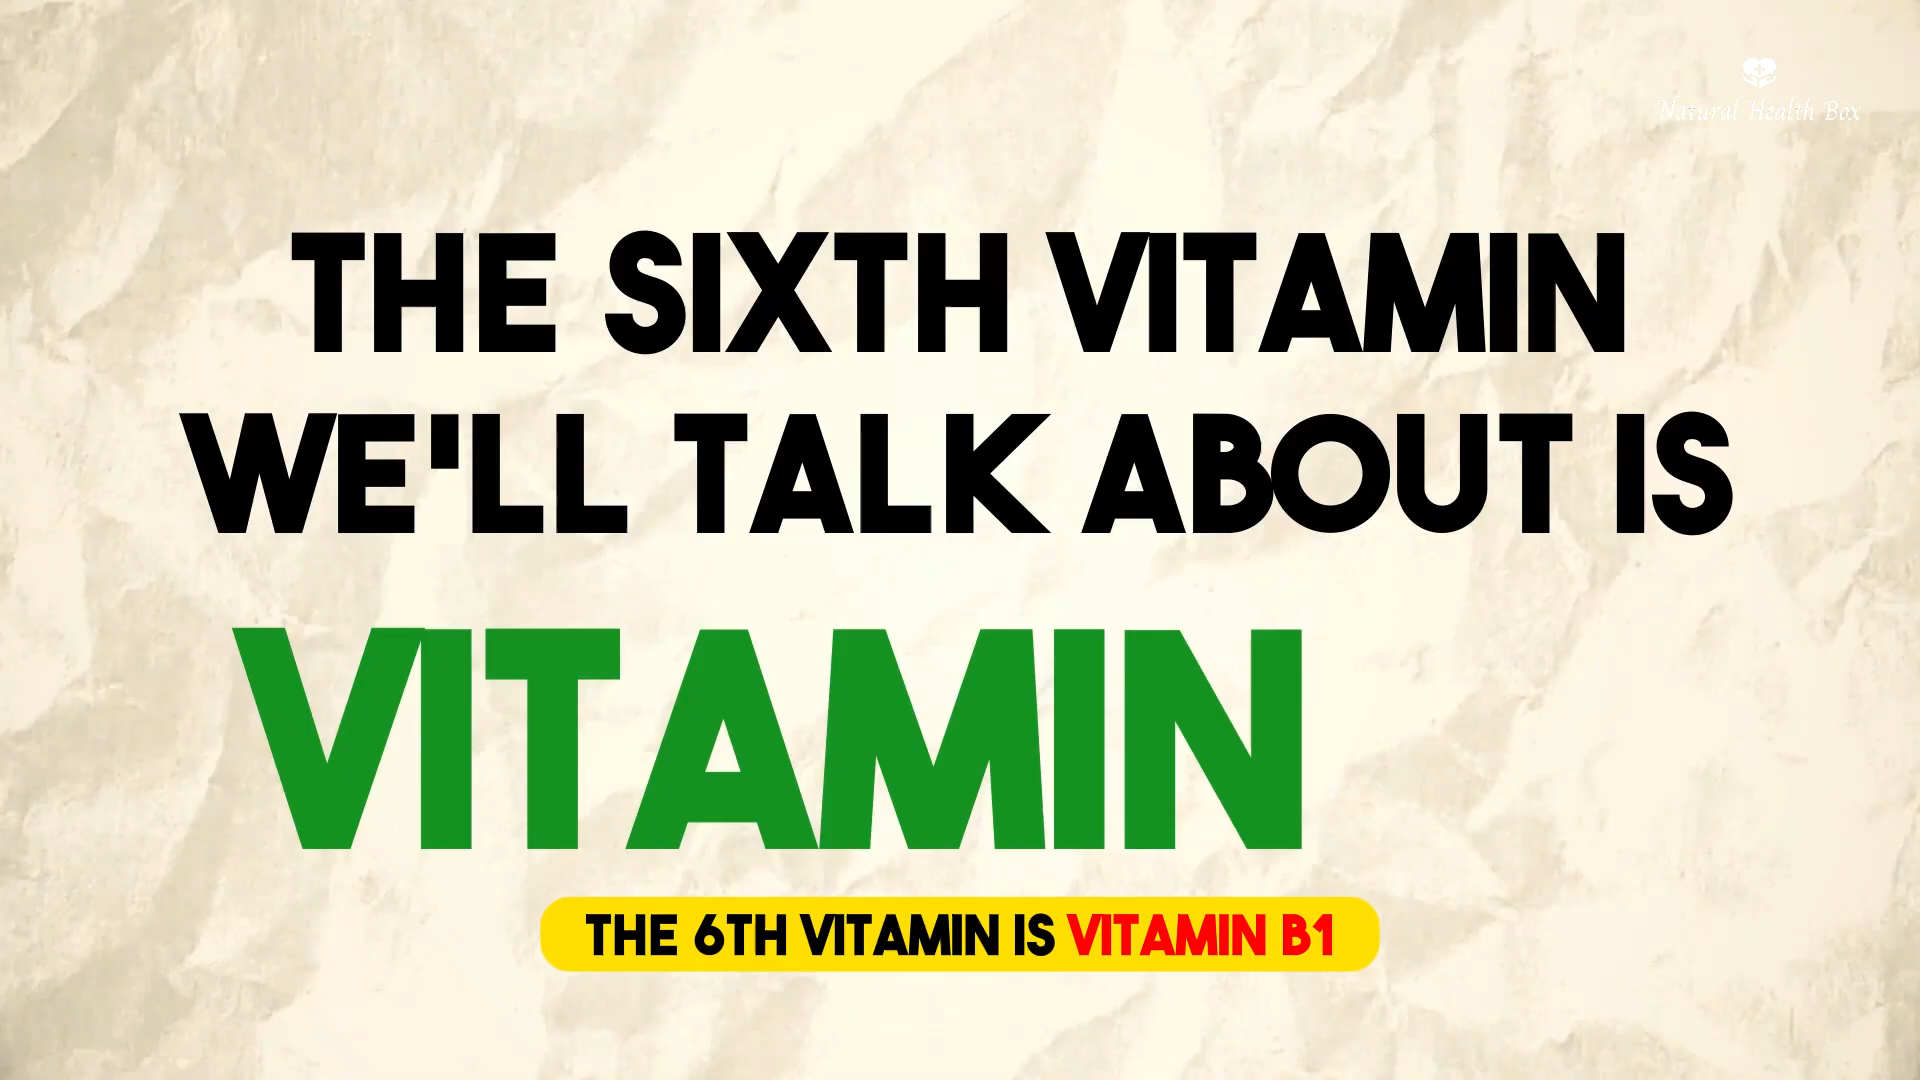 Natural Health Box
THE SIXTH VITAMIN
WE'LL TALK ABOUT IS
VITAMIN
THE 6TH VITAMIN IS VITAMIN B1